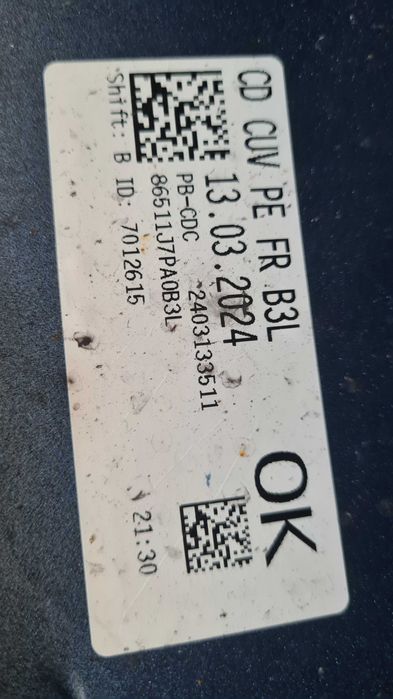 CD CUV PE FR B3L
13.03.2024
OK
PB-CDC -2403133511
86511J7PA0B3L
Shift: B ID: 7012615
21:30